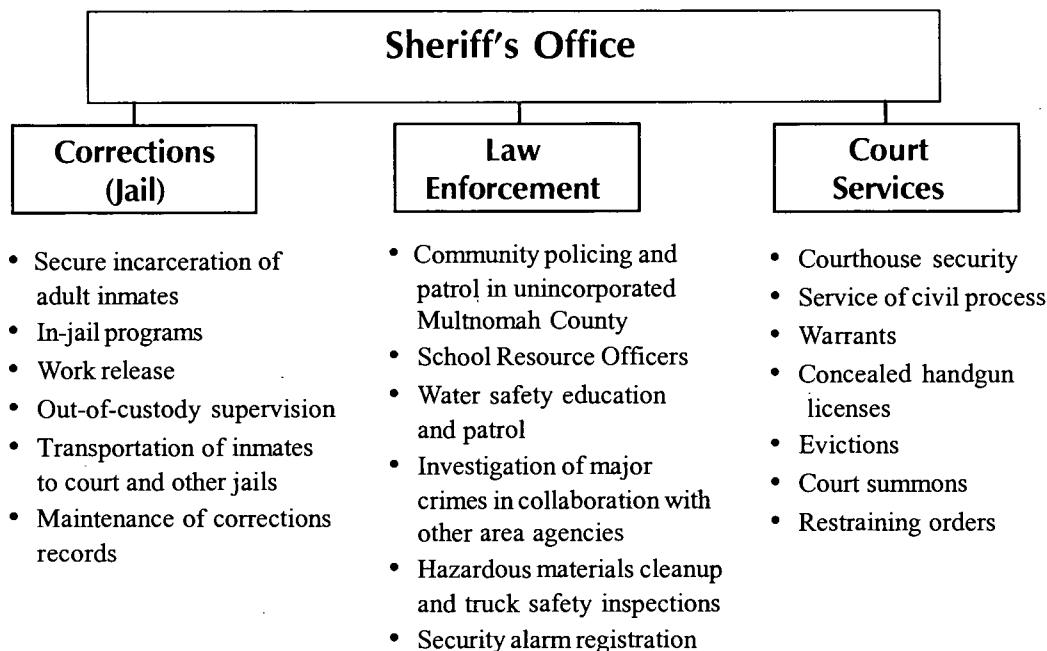 Sheriff's Office
Corrections
(Jail)
• Secure incarceration of
adult inmates
• In-jail programs
• Work release
• Out-of-custody supervision
• Transportation of inmates
to court and other jails
• Maintenance of corrections
records
Law
Enforcement
• Community policing and
patrol in unincorporated
Multnomah County
• School Resource Officers
• Water safety education
and patrol
• Investigation of major
crimes in collaboration with
other area agencies
• Hazardous materials cleanup
and truck safety inspections
• Security alarm registration
Court
Services
• Courthouse security
• Service of civil process
• Warrants
• Concealed handgun
licenses
• Evictions
• Court summons
• Restraining orders